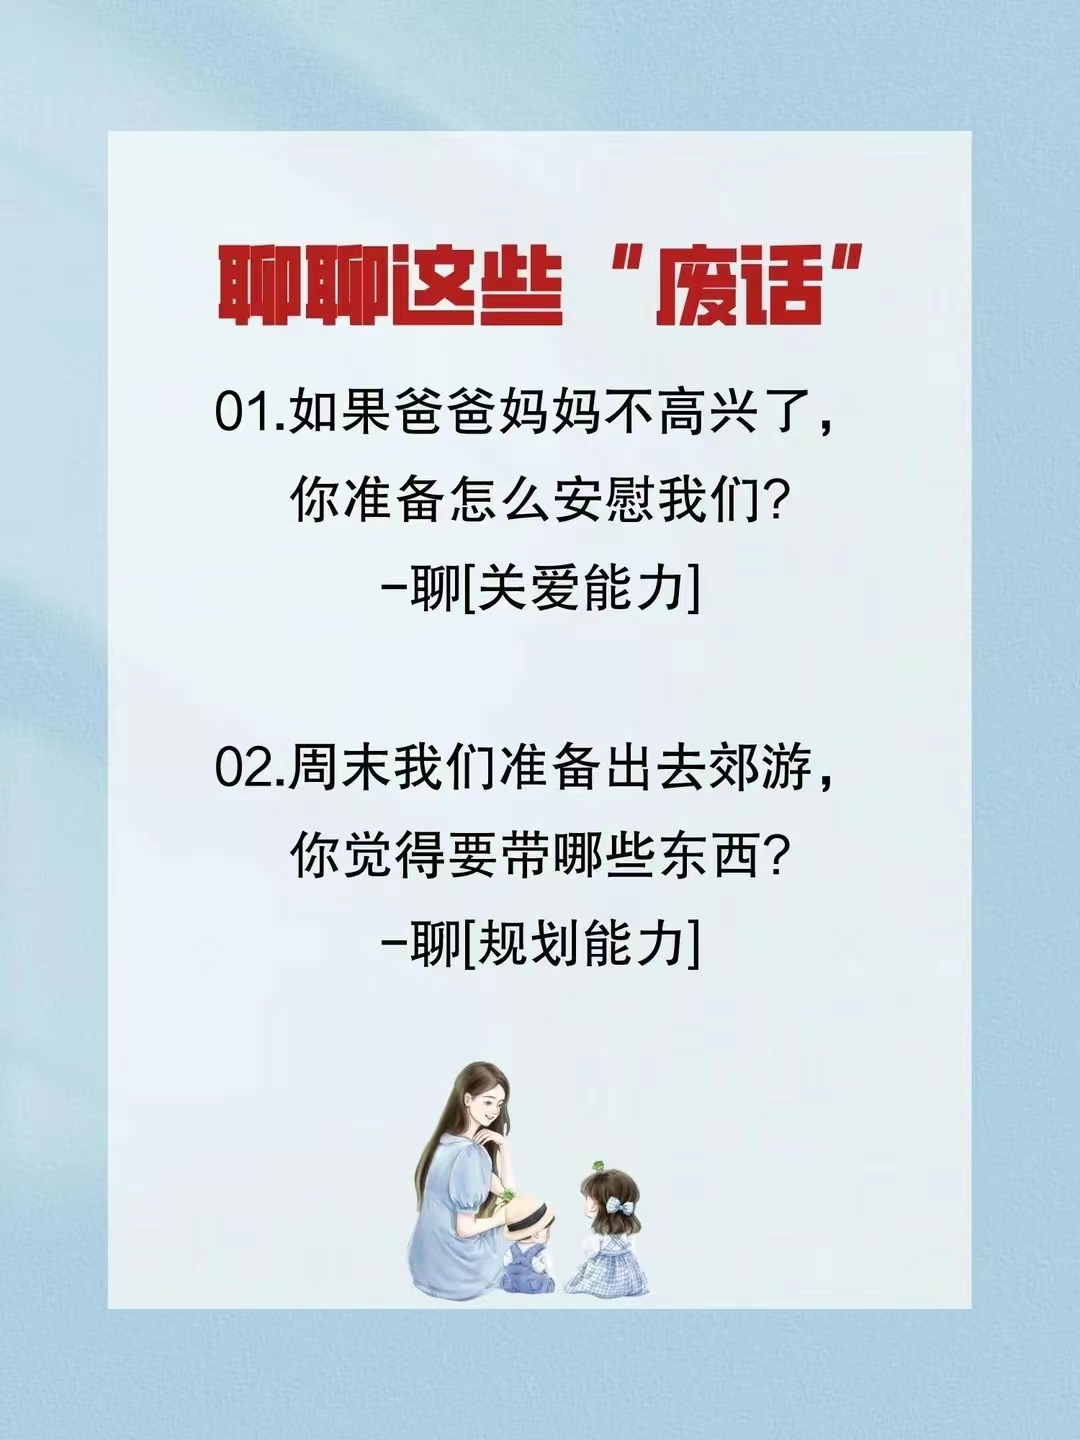 聊聊这些“废话”
01.如果爸爸妈妈不高兴了，
你准备怎么安慰我们?
-聊[关爱能力]
02.周末我们准备出去郊游，
你觉得要带哪些东西?
-聊[规划能力]